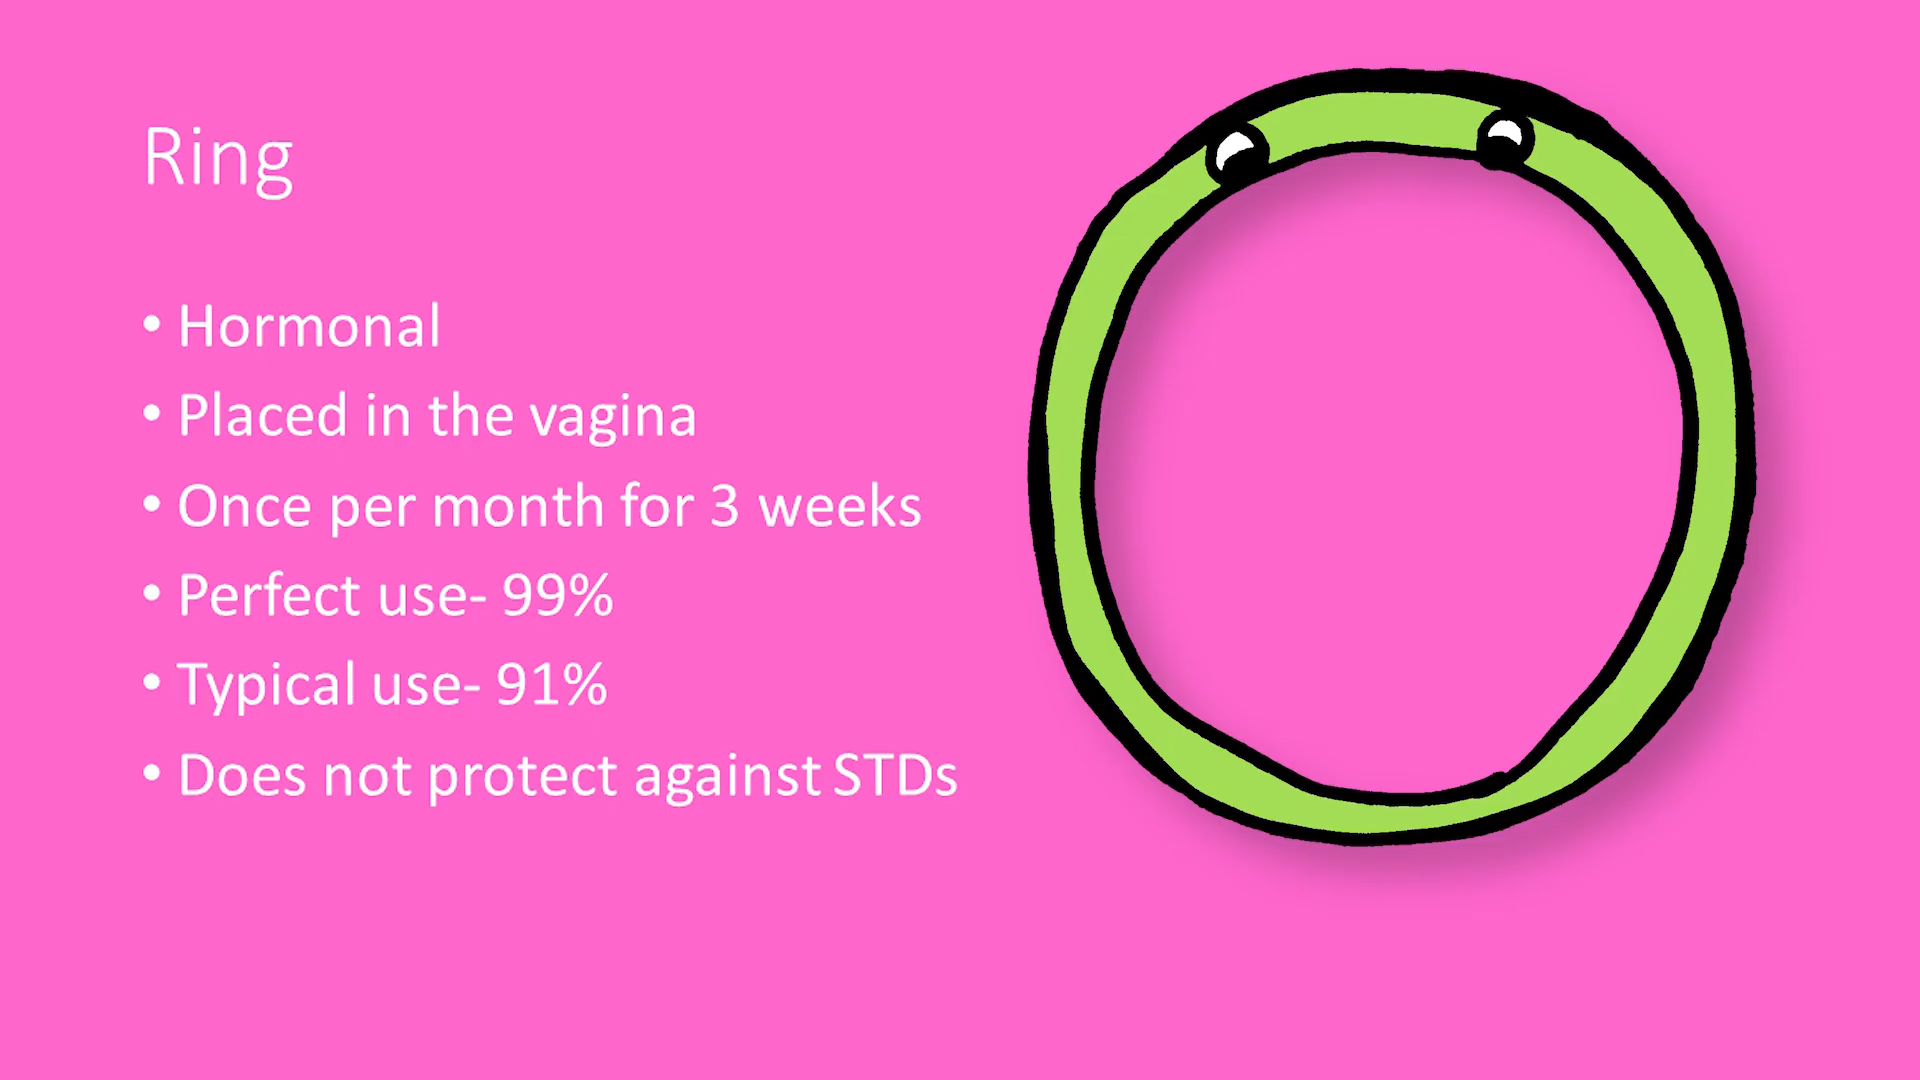 Ring
• Hormonal
• Placed in the vagina
• Once per month for 3 weeks
• Perfect use- 99%
• Typical use- 91%
• Does not protect against STDs